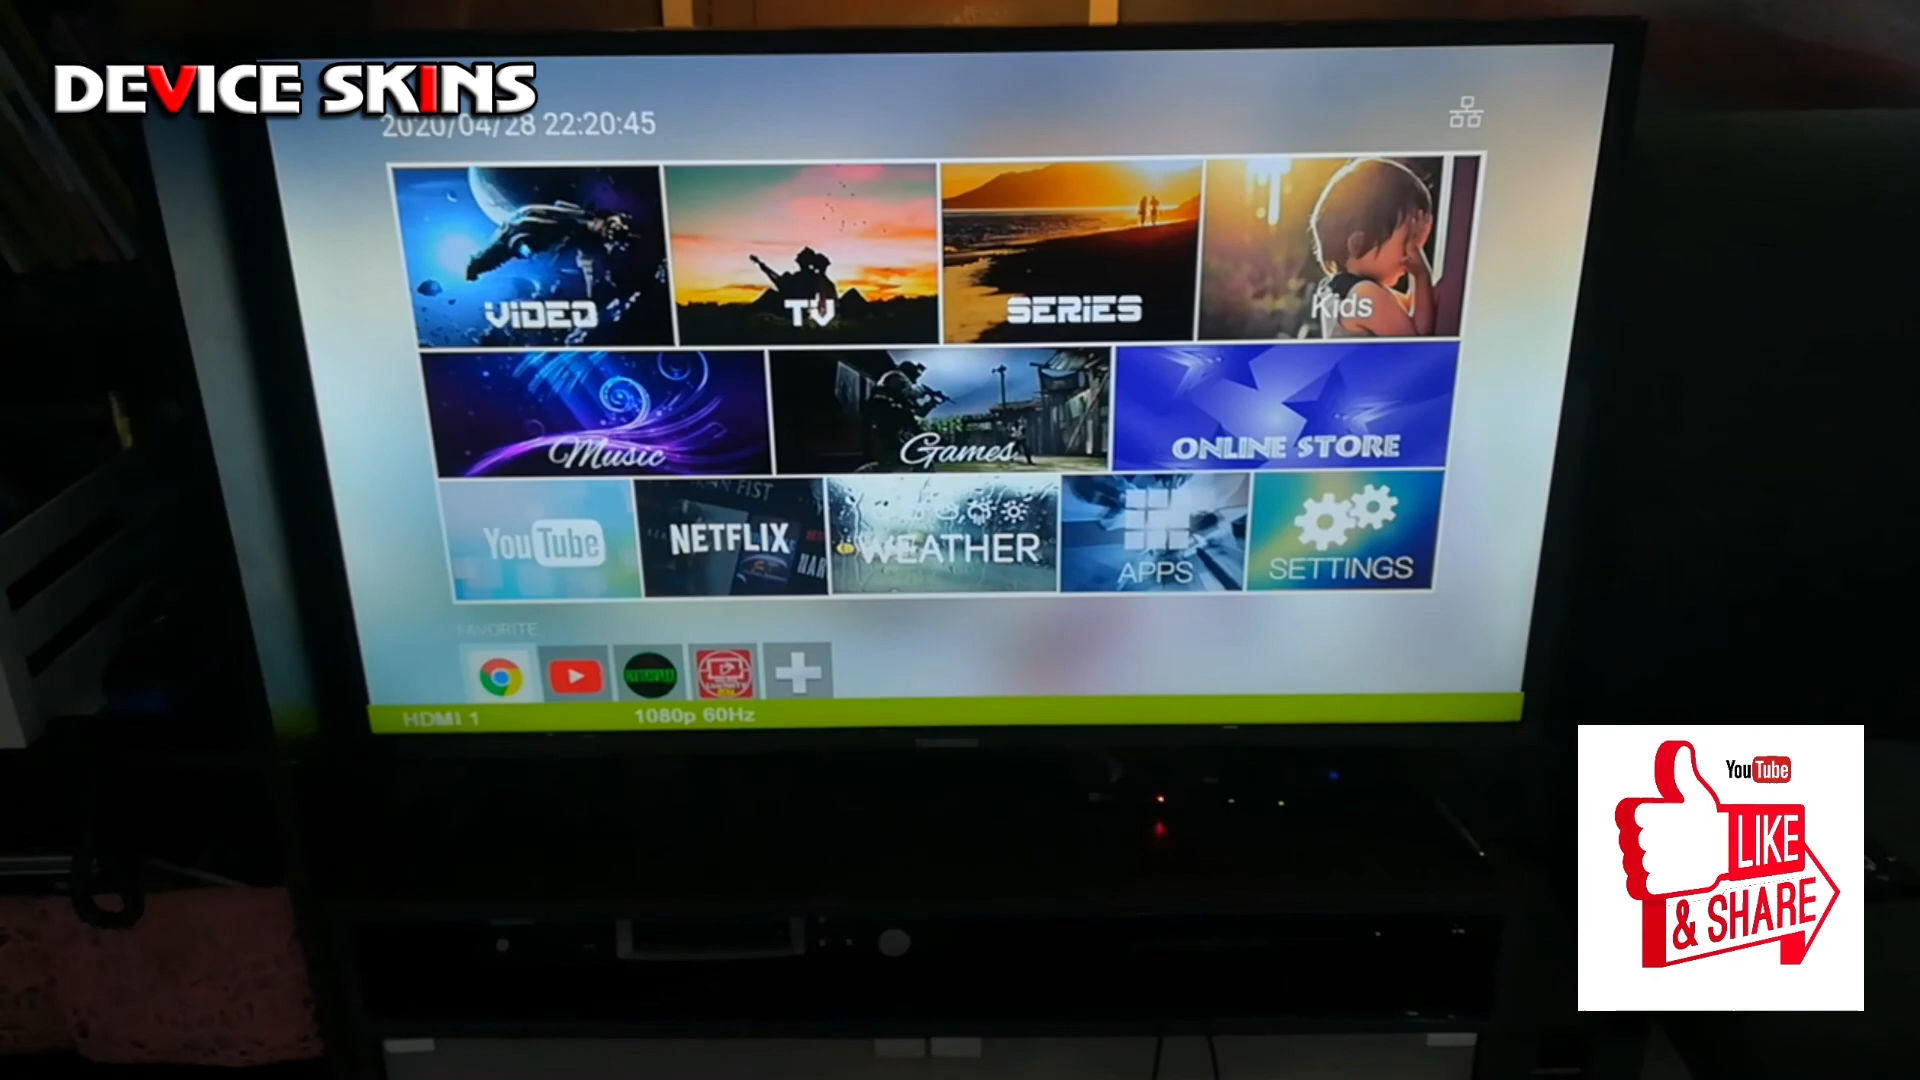 DEVICE SKINS
2020/04/28 22:20:45
VIDEO
TV
SERIES
Kids
Music
Games
ONLINE STORE
YouTube
NETFLIX
WEATHER
APPS
SETTINGS
FAVORITE
HDMI 1
1080p 60Hz
YouTube
LIKE
& SHARE